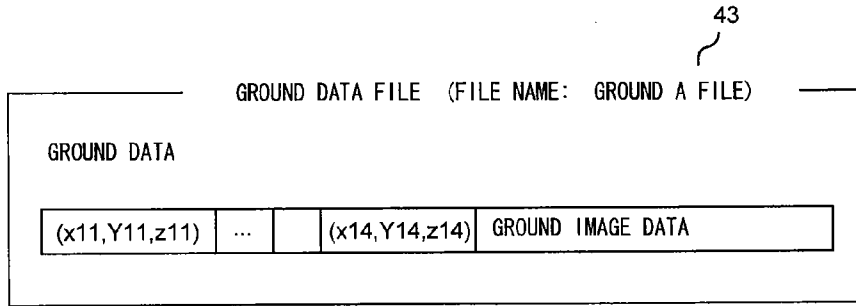 43
GROUND DATA FILE (FILE NAME: GROUND A FILE)
GROUND DATA
(x11,Y11,z11) ... (x14,Y14,z14) GROUND IMAGE DATA